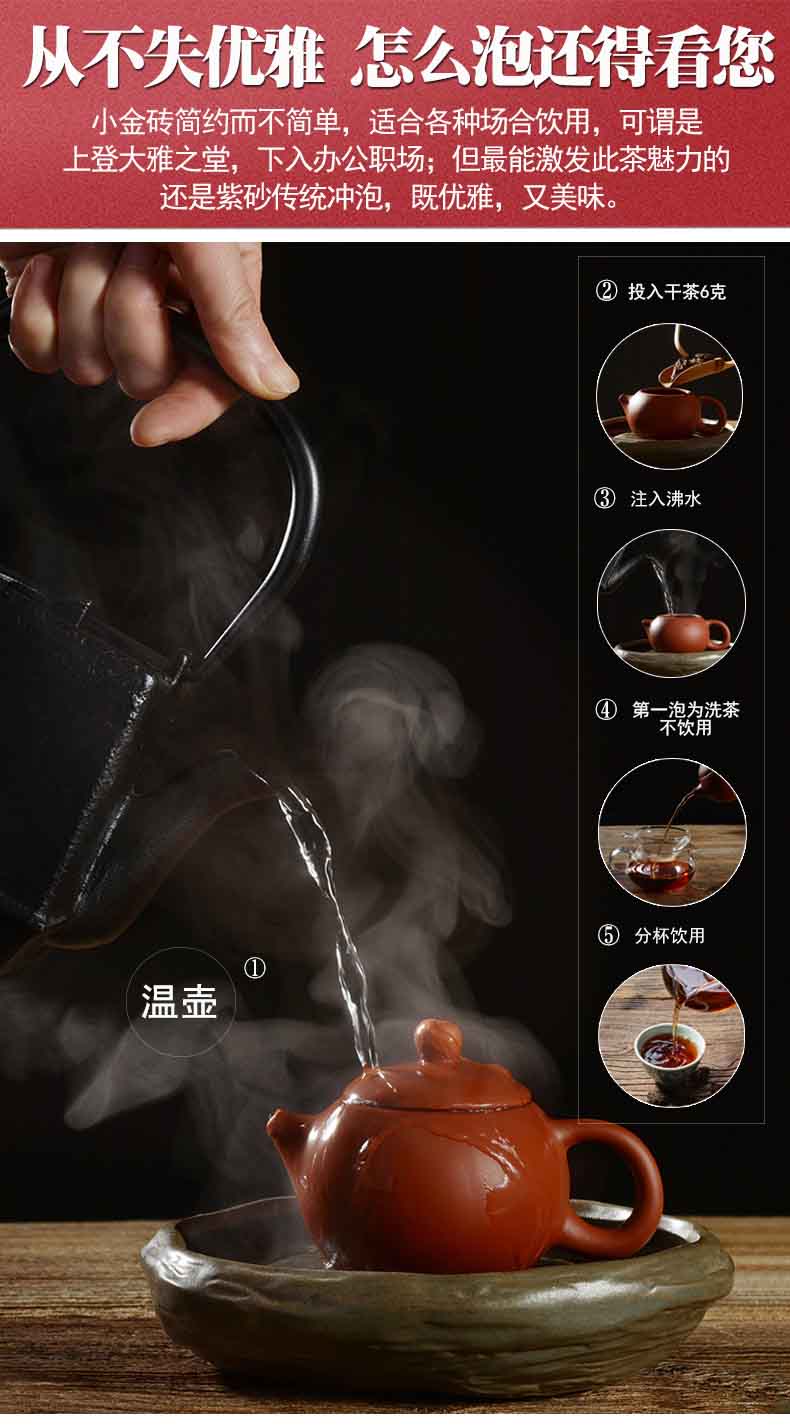 从不失优雅 怎么泡还得看您
小金砖简约而不简单，适合各种场合饮用，可谓是
上登大雅之堂，下入办公职场；但最能激发此茶魅力的
还是紫砂传统冲泡，既优雅，又美味。
① 温壶
② 投入干茶6克
③ 注入沸水
④ 第一泡为洗茶
不饮用
⑤ 分杯饮用